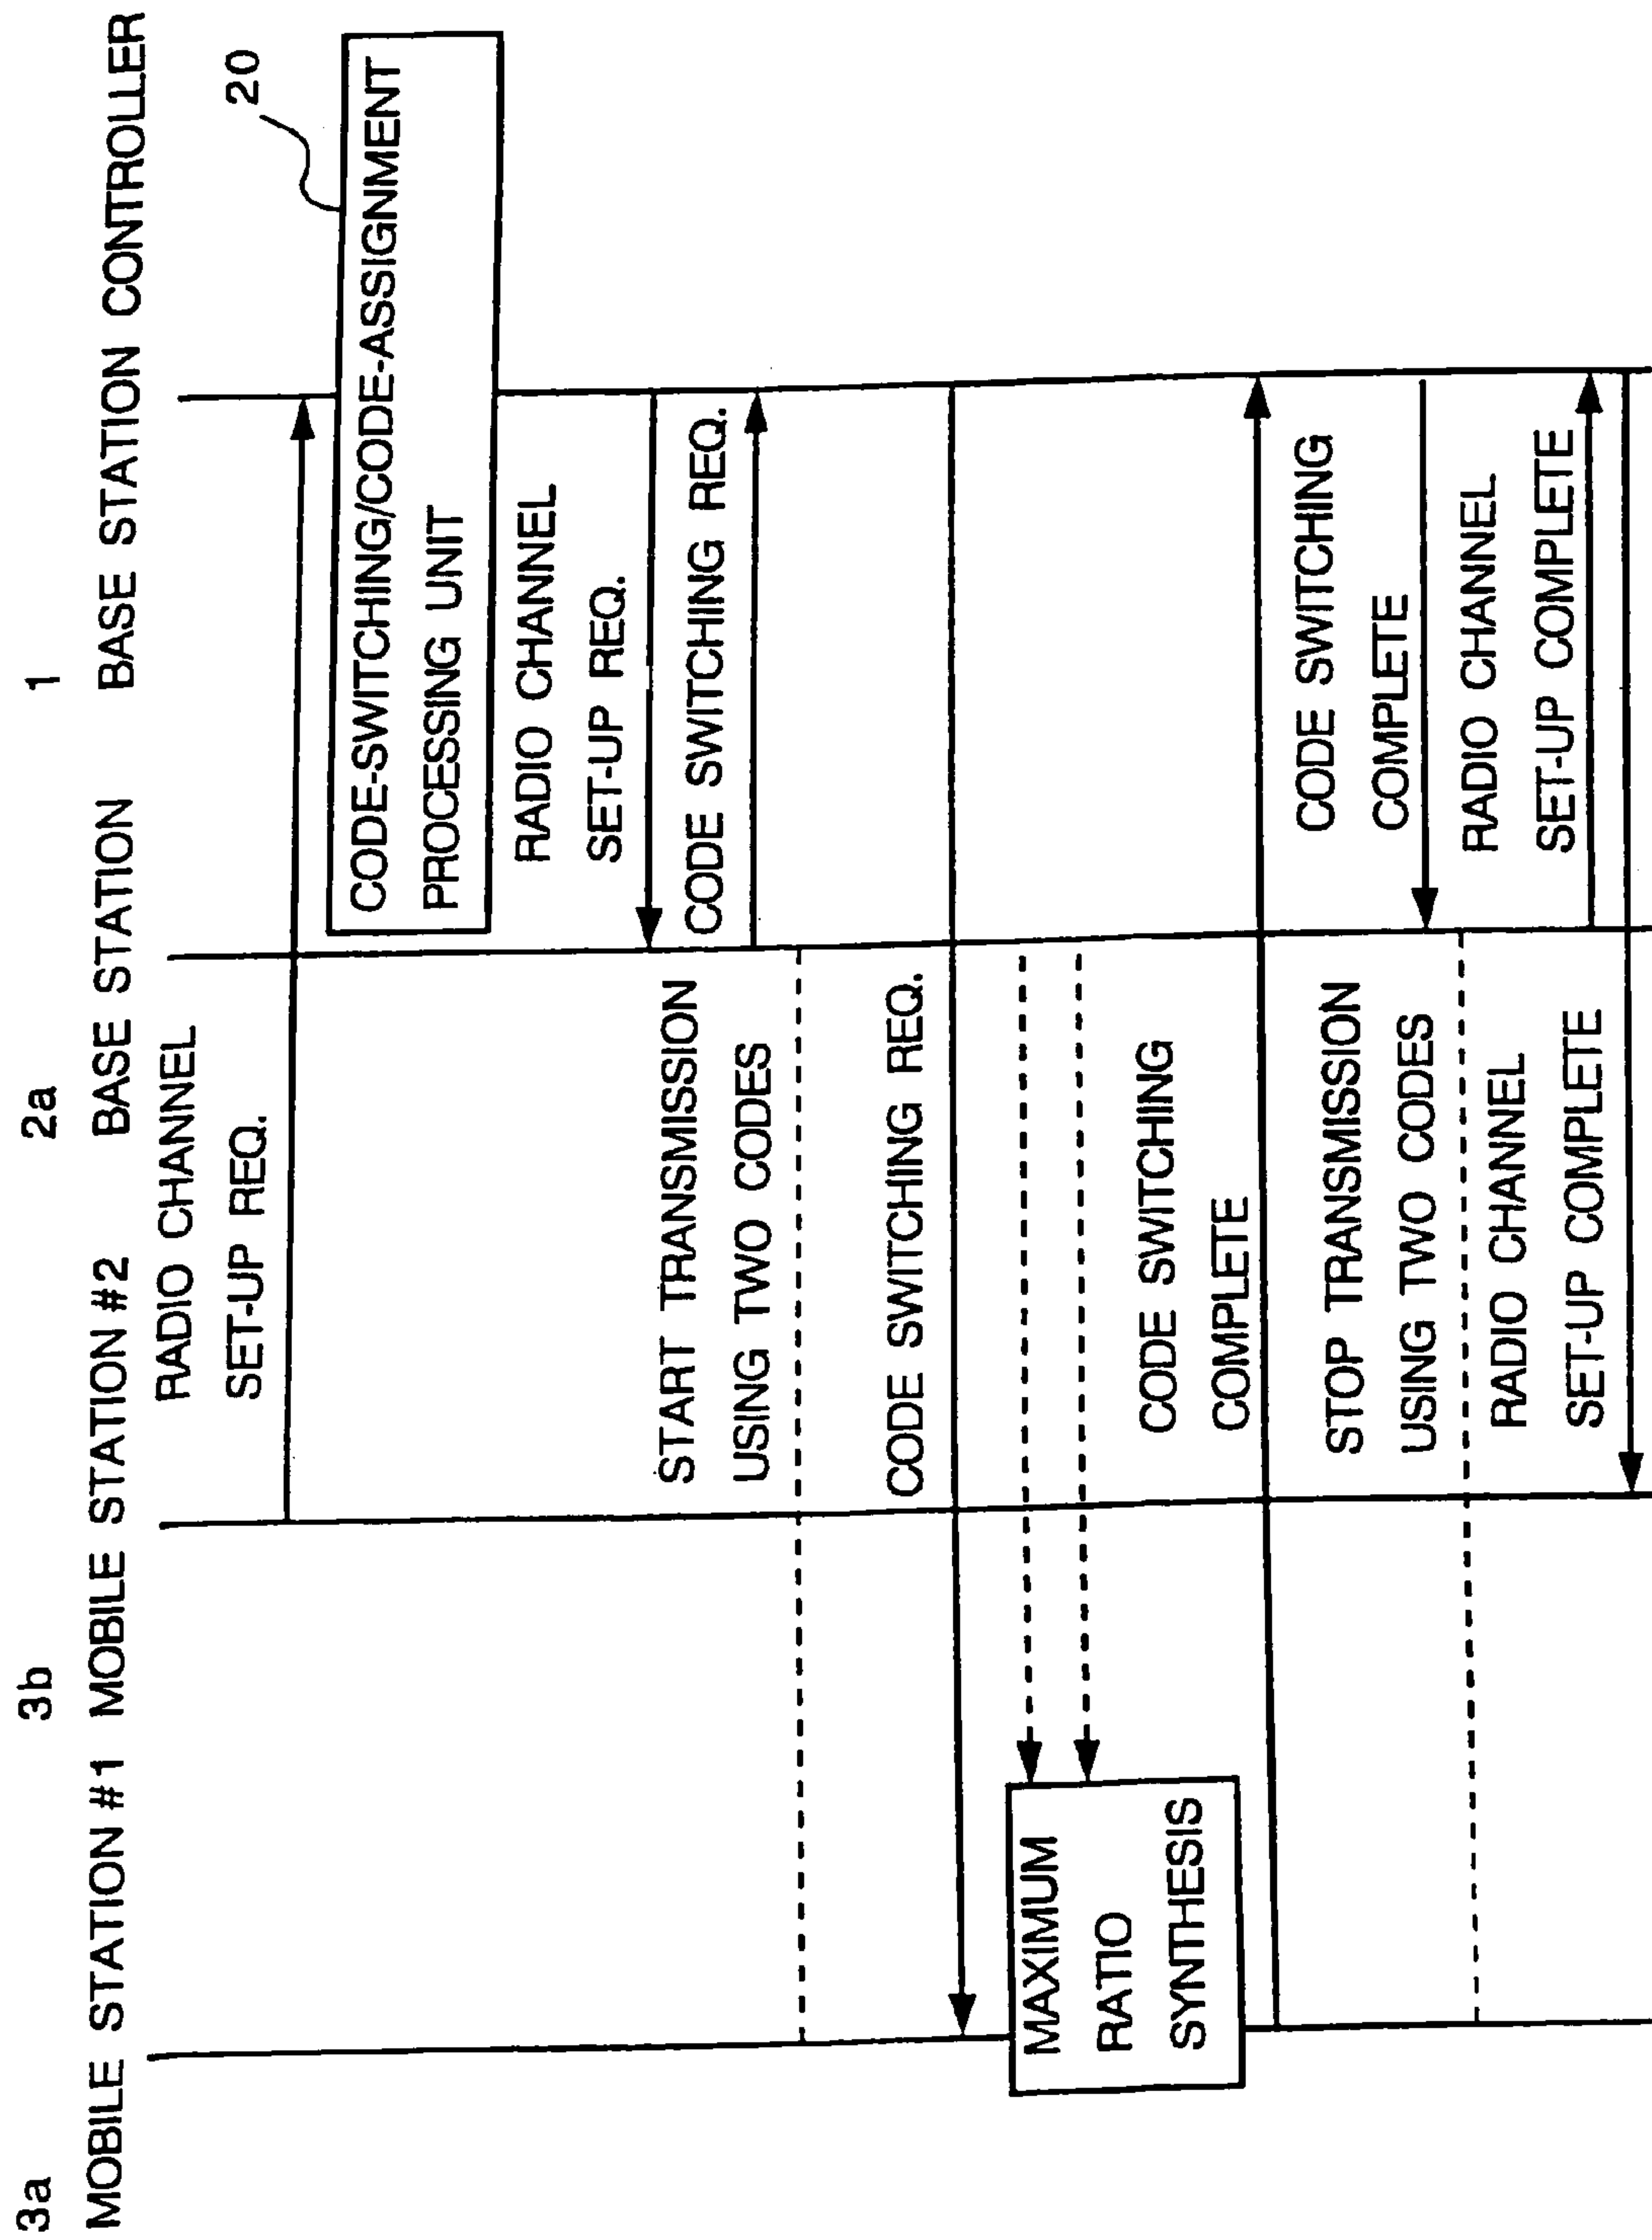 3a
3b
2a
1
MOBILE STATION #1
MOBILE STATION #2
BASE STATION
BASE STATION CONTROLLER
RADIO CHANNEL
SET-UP REQ.
20
CODE-SWITCHING/CODE-ASSIGNMENT
PROCESSING UNIT
RADIO CHANNEL
SET-UP REQ.
START TRANSMISSION
USING TWO CODES
CODE SWITCHING REQ.
CODE SWITCHING REQ.
MAXIMUM
RATIO
SYNTHESIS
CODE SWITCHING
COMPLETE
CODE SWITCHING
COMPLETE
STOP TRANSMISSION
USING TWO CODES
RADIO CHANNEL
SET-UP COMPLETE
RADIO CHANNEL
SET-UP COMPLETE